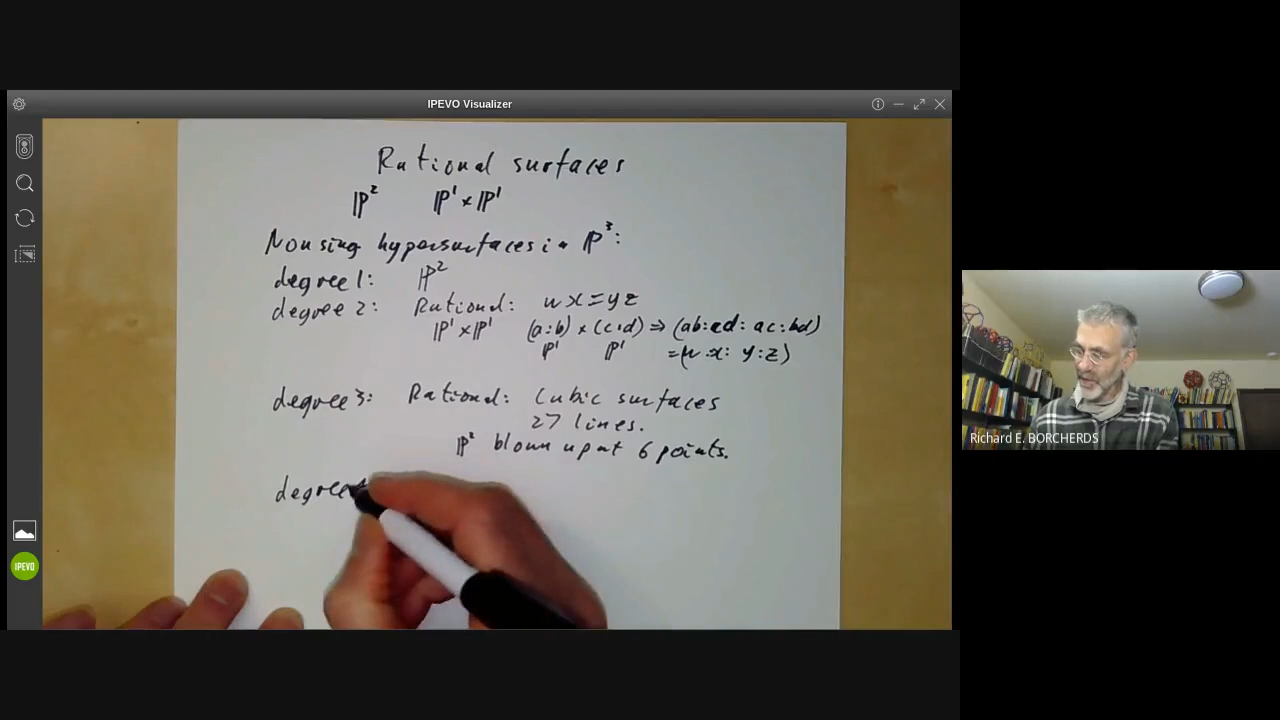 IPEVO Visualizer
Rational surfaces
ℙ² ℙ¹ × ℙ¹
Nonsing hypersurfaces in ℙ³:
degree 1: ℙ²
degree 2: Rational: wx = yz
ℙ¹ × ℙ¹ (a:b) × (c:d) ⇒ (ab:cd: ac:bd)
ℙ¹ ℙ¹ = (w:x: y:z)
degree 3: Rational: Cubic surfaces
27 lines.
ℙ² blown up at 6 points.
degree
IPEVO
Richard E. BORCHERDS